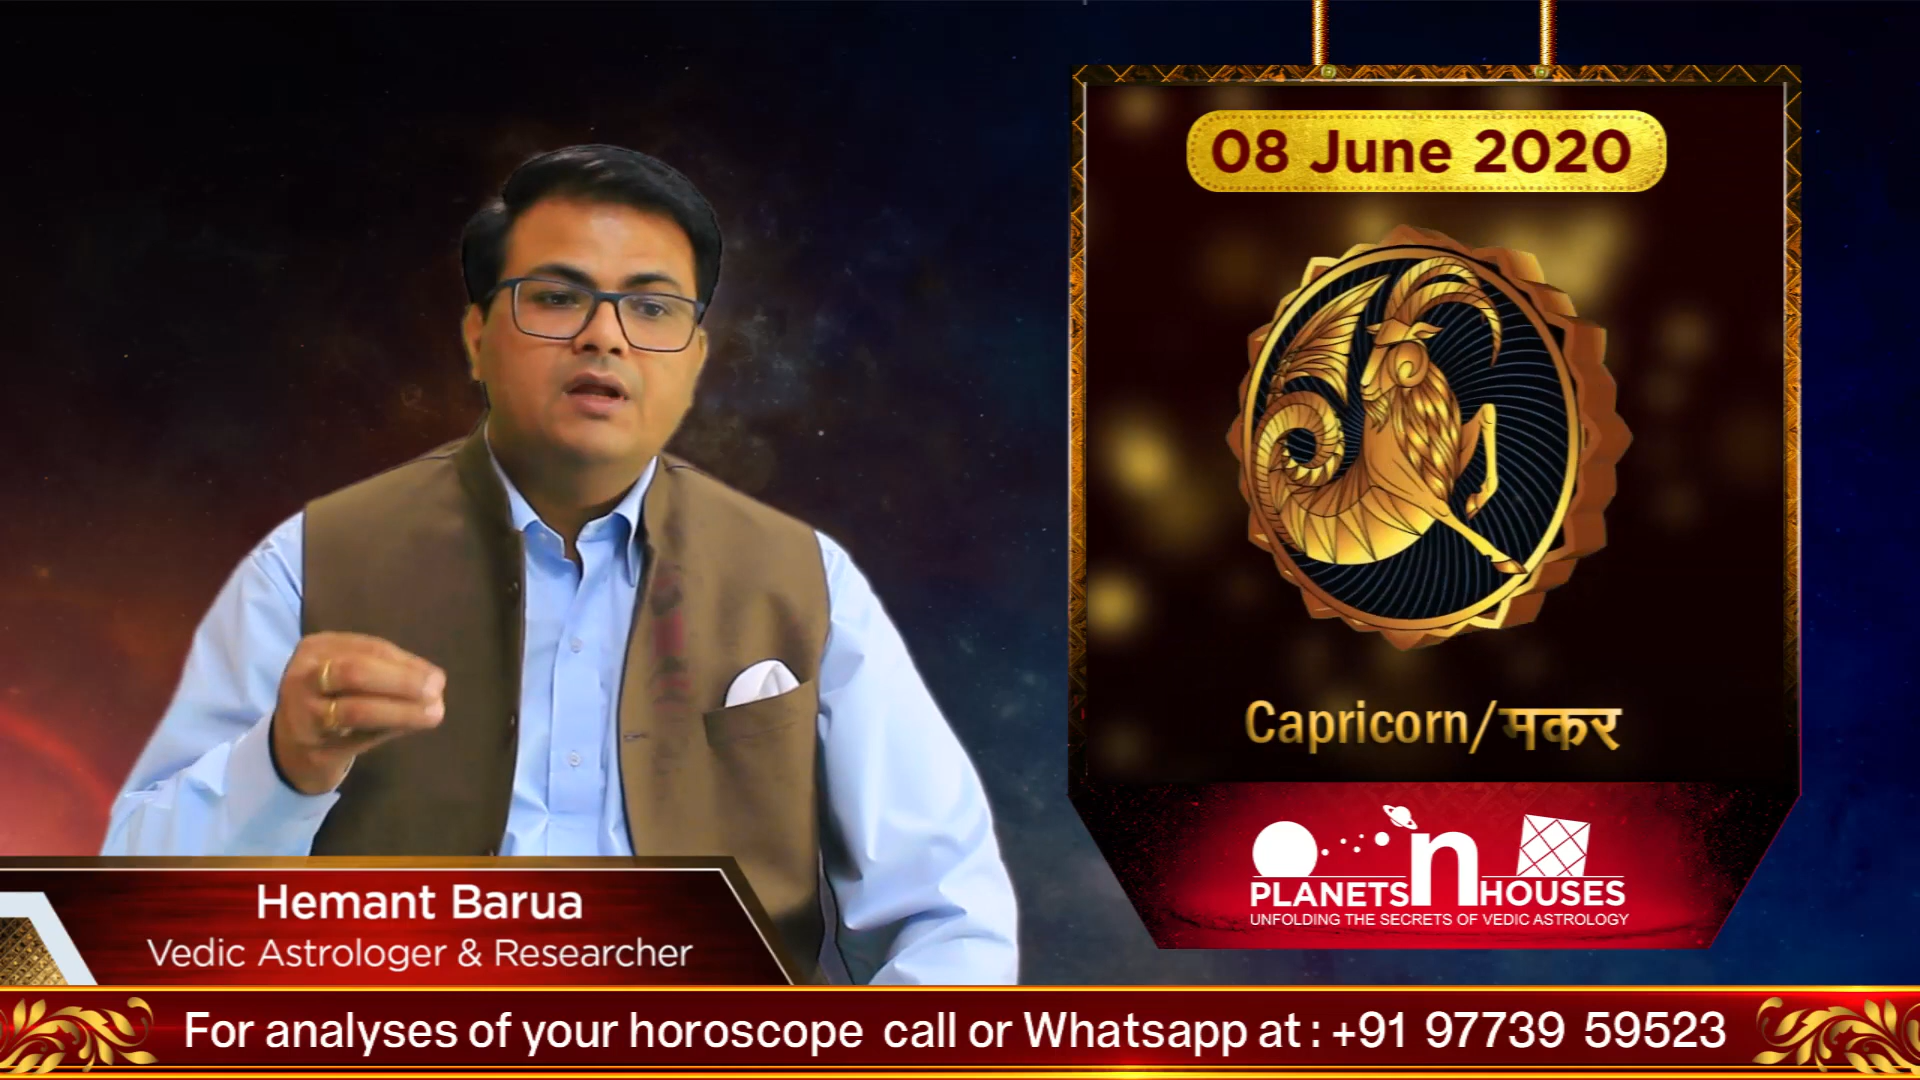 08 June 2020
Capricorn/मकर
PLANETS n HOUSES
UNFOLDING THE SECRETS OF VEDIC ASTROLOGY
Hemant Barua
Vedic Astrologer & Researcher
For analyses of your horoscope call or Whatsapp at : +91 97739 59523